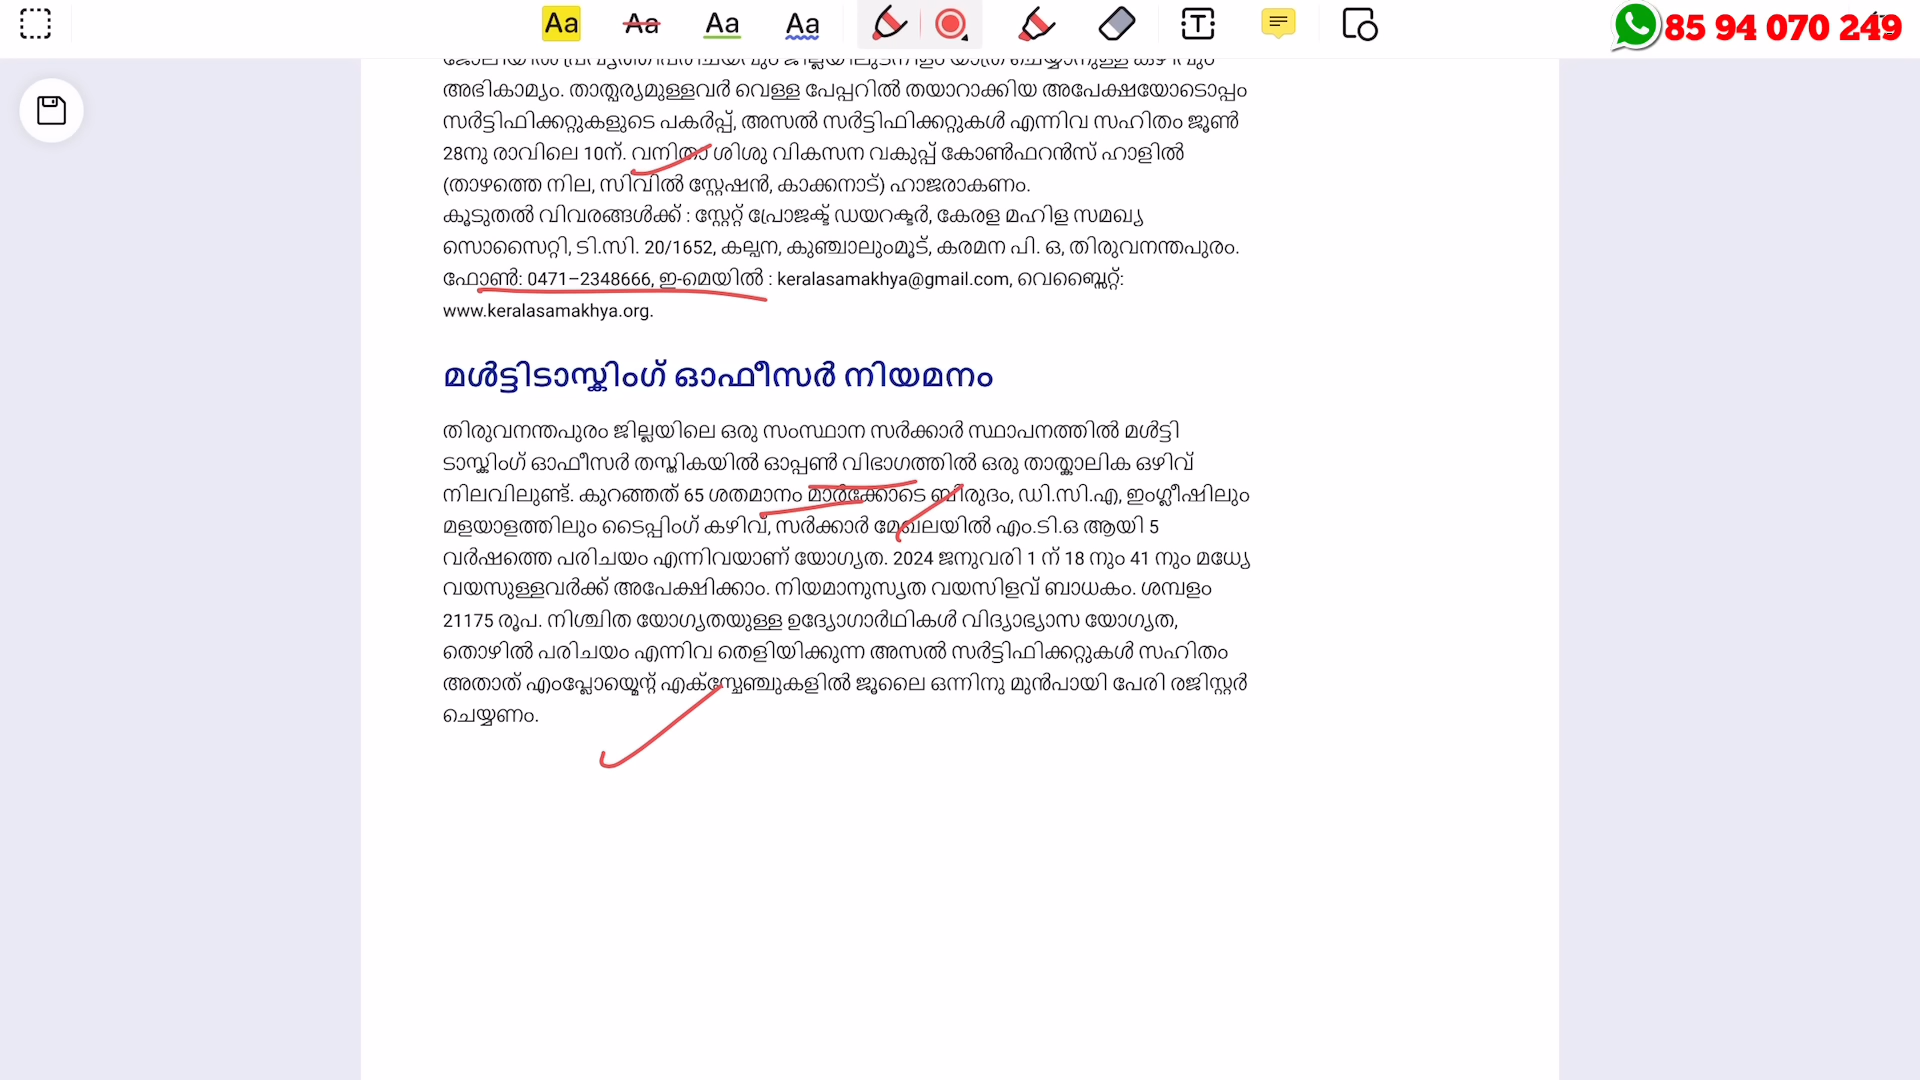 Aa Aa Aa Aa T
85 94 070 249
ജോലിയിൽ പ്രവൃത്തിപരിചയവും ജില്ലയിലുടനീളം യാത്ര ചെയ്യാനുള്ള കഴിവും
അഭികാമ്യം. താത്പര്യമുള്ളവർ വെള്ള പേപ്പറിൽ തയാറാക്കിയ അപേക്ഷയോടൊപ്പം
സർട്ടിഫിക്കറ്റുകളുടെ പകർപ്പ്, അസൽ സർട്ടിഫിക്കറ്റുകൾ എന്നിവ സഹിതം ജൂൺ
28നു രാവിലെ 10ന്. വനിതാ ശിശു വികസന വകുപ്പ് കോൺഫറൻസ് ഹാളിൽ
(താഴത്തെ നില, സിവിൽ സ്റ്റേഷൻ, കാക്കനാട്) ഹാജരാകണം.
കൂടുതൽ വിവരങ്ങൾക്ക് : സ്റ്റേറ്റ് പ്രോജക്ട് ഡയറക്ടർ, കേരള മഹിള സമഖ്യ
സൊസൈറ്റി, ടി.സി. 20/1652, കല്പന, കുഞ്ചാലുംമൂട്, കരമന പി. ഒ, തിരുവനന്തപുരം.
ഫോൺ: 0471–2348666, ഇ-മെയിൽ : keralasamakhya@gmail.com, വെബ്സൈറ്റ്:
www.keralasamakhya.org.
മൾട്ടിടാസ്കിംഗ് ഓഫീസർ നിയമനം
തിരുവനന്തപുരം ജില്ലയിലെ ഒരു സംസ്ഥാന സർക്കാർ സ്ഥാപനത്തിൽ മൾട്ടി
ടാസ്കിംഗ് ഓഫീസർ തസ്തികയിൽ ഓപ്പൺ വിഭാഗത്തിൽ ഒരു താത്കാലിക ഒഴിവ്
നിലവിലുണ്ട്. കുറഞ്ഞത് 65 ശതമാനം മാർക്കോടെ ബിരുദം, ഡി.സി.എ, ഇംഗ്ലീഷിലും
മളയാളത്തിലും ടൈപ്പിംഗ് കഴിവ്, സർക്കാർ മേഖലയിൽ എം.ടി.ഒ ആയി 5
വർഷത്തെ പരിചയം എന്നിവയാണ് യോഗ്യത. 2024 ജനുവരി 1 ന് 18 നും 41 നും മധ്യേ
വയസുള്ളവർക്ക് അപേക്ഷിക്കാം. നിയമാനുസൃത വയസിളവ് ബാധകം. ശമ്പളം
21175 രൂപ. നിശ്ചിത യോഗ്യതയുള്ള ഉദ്യോഗാർഥികൾ വിദ്യാഭ്യാസ യോഗ്യത,
തൊഴിൽ പരിചയം എന്നിവ തെളിയിക്കുന്ന അസൽ സർട്ടിഫിക്കറ്റുകൾ സഹിതം
അതാത് എംപ്ലോയ്മെന്റ് എക്സ്ചേഞ്ചുകളിൽ ജൂലൈ ഒന്നിനു മുൻപായി പേരി രജിസ്റ്റർ
ചെയ്യണം.